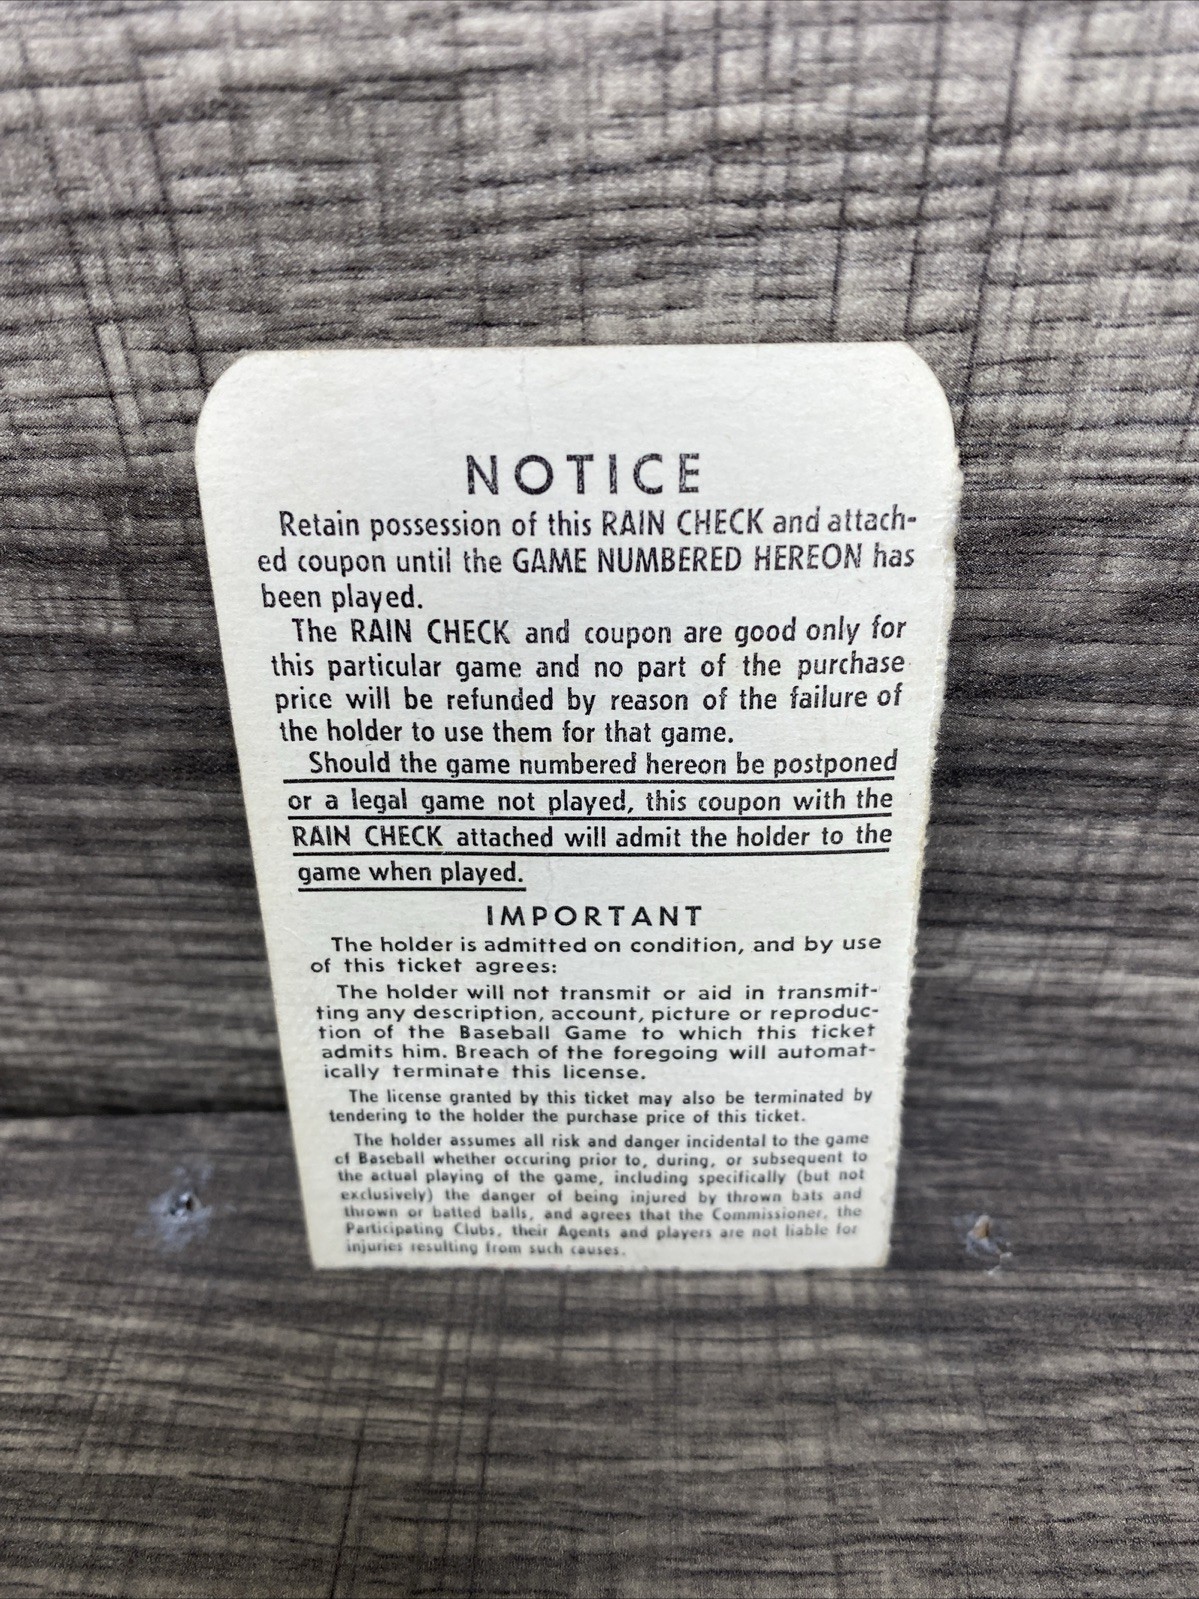 NOTICE
Retain possession of this RAIN CHECK and attach-
ed coupon until the GAME NUMBERED HEREON has
been played.
The RAIN CHECK and coupon are good only for
this particular game and no part of the purchase
price will be refunded by reason of the failure of
the holder to use them for that game.
Should the game numbered hereon be postponed
or a legal game not played, this coupon with the
RAIN CHECK attached will admit the holder to the
game when played.
IMPORTANT
The holder is admitted on condition, and by use
of this ticket agrees:
The holder will not transmit or aid in transmit-
ting any description, account, picture or reproduc-
tion of the Baseball Game to which this ticket
admits him. Breach of the foregoing will automat-
ically terminate this license.
The license granted by this ticket may also be terminated by
tendering to the holder the purchase price of this ticket.
The holder assumes all risk and danger incidental to the game
of Baseball whether occuring prior to, during, or subsequent to
the actual playing of the game, including specifically (but not
exclusively) the danger of being injured by thrown bats and
thrown or batted balls, and agrees that the Commissioner, the
Participating Clubs, their Agents and players are not liable for
injuries resulting from such causes.